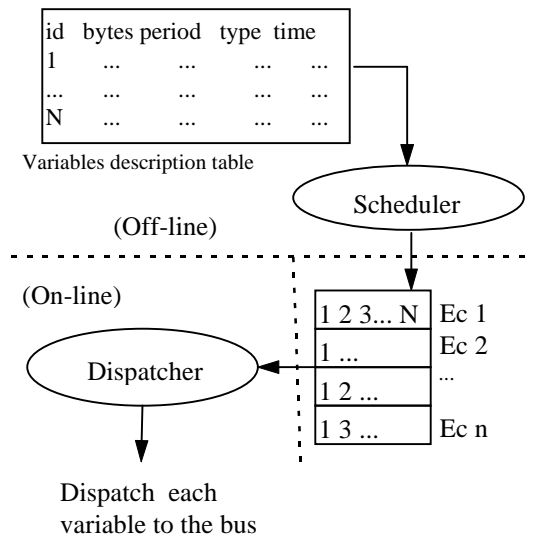 id bytes period type time
1 ... ... ... ...
... ... ... ... ...
N ... ... ... ...
Variables description table
Scheduler
(Off-line)
(On-line)
1 2 3... N Ec 1
1 ... Ec 2
1 2 ... ...
1 3 ... Ec n
Dispatcher
Dispatch each
variable to the bus